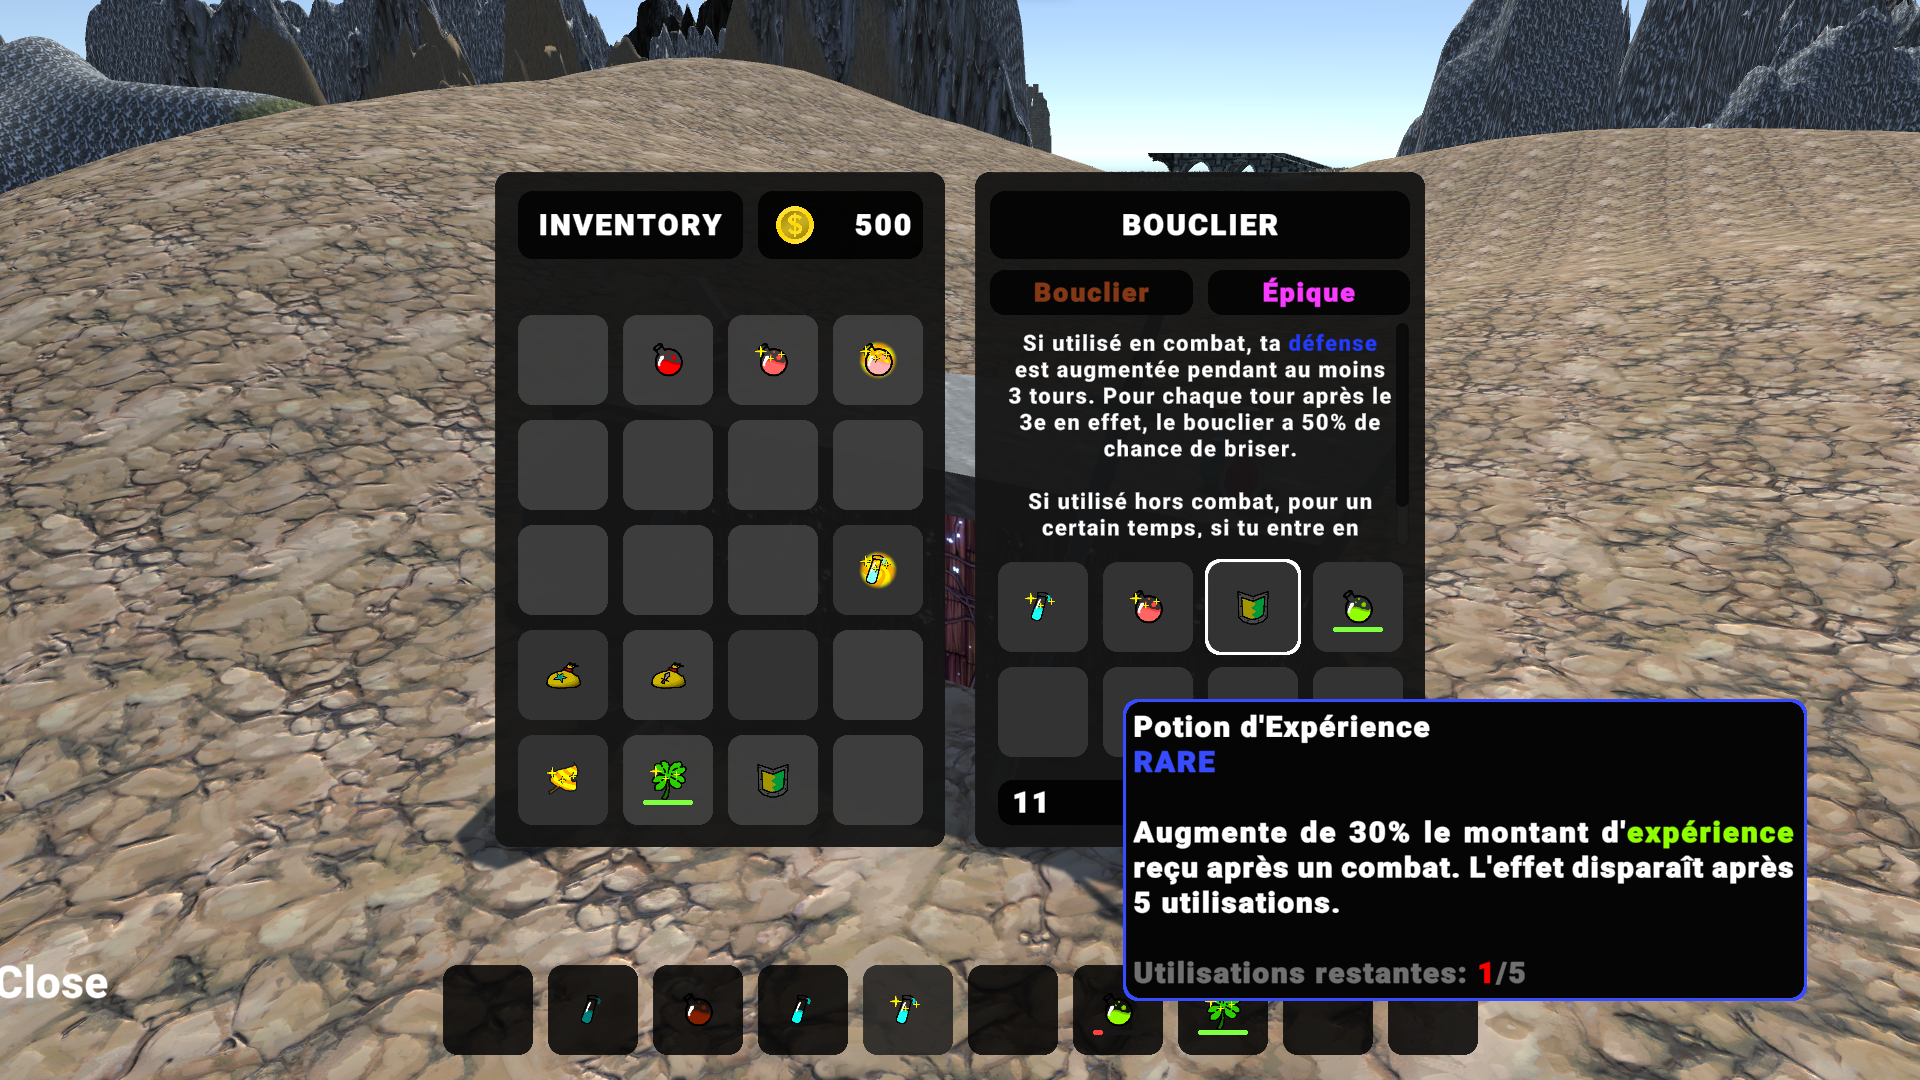 INVENTORY
500
BOUCLIER
Bouclier
Épique
Si utilisé en combat, ta défense
est augmentée pendant au moins
3 tours. Pour chaque tour après le
3e en effet, le bouclier a 50% de
chance de briser.
Si utilisé hors combat, pour un
certain temps, si tu entre en
11
Potion d'Expérience
RARE
Augmente de 30% le montant d'expérience
reçu après un combat. L'effet disparaît après
5 utilisations.
Utilisations restantes: 1/5
Close